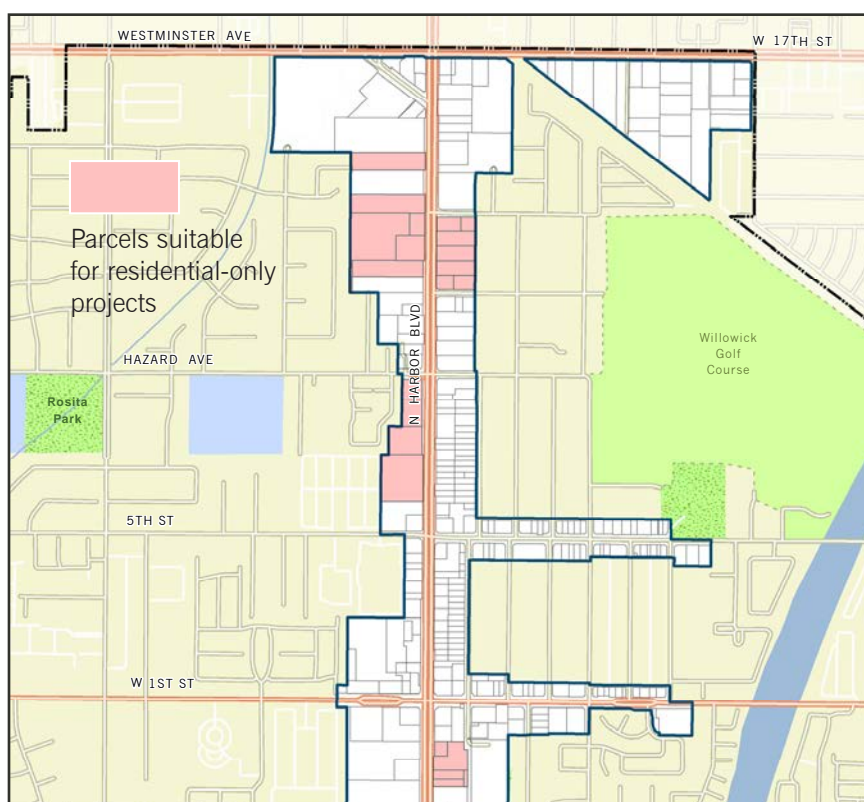 WESTMINSTER AVE
W 17TH ST
Parcels suitable
for residential-only
projects
N HARBOR BLVD
Willowick
Golf
Course
HAZARD AVE
Rosita
Park
5TH ST
W 1ST ST